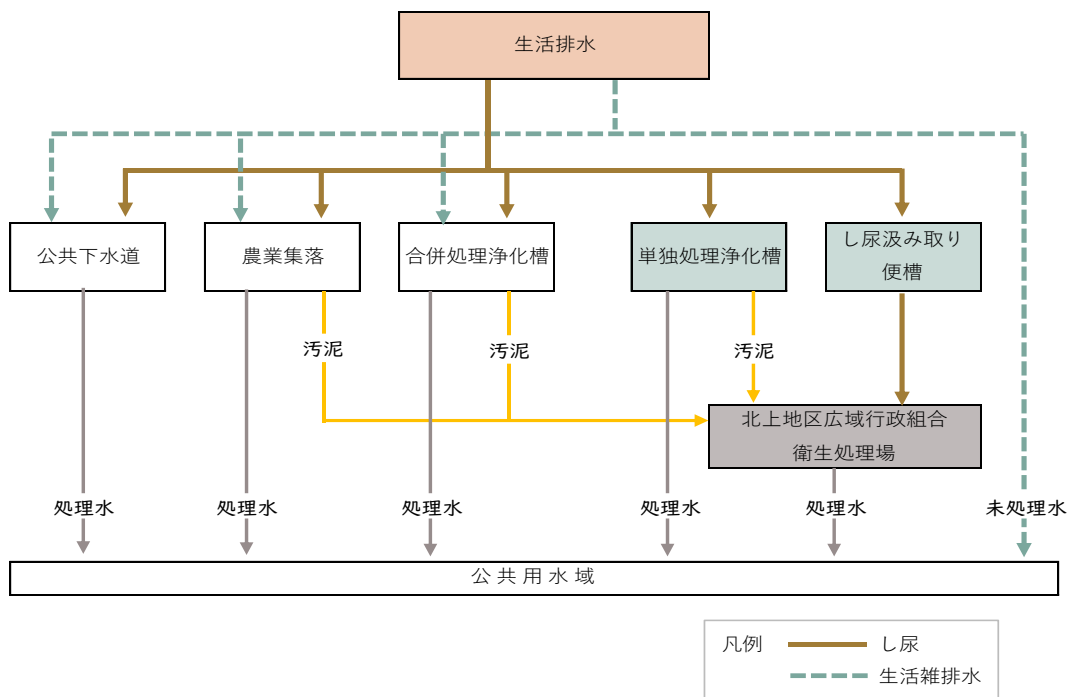 生活排水
公共下水道
農業集落
合併処理浄化槽
単独処理浄化槽
し尿汲み取り
便槽
汚泥
汚泥
汚泥
北上地区広域行政組合
衛生処理場
処理水
処理水
処理水
処理水
処理水
未処理水
公共用水域
凡例
し尿
生活雑排水